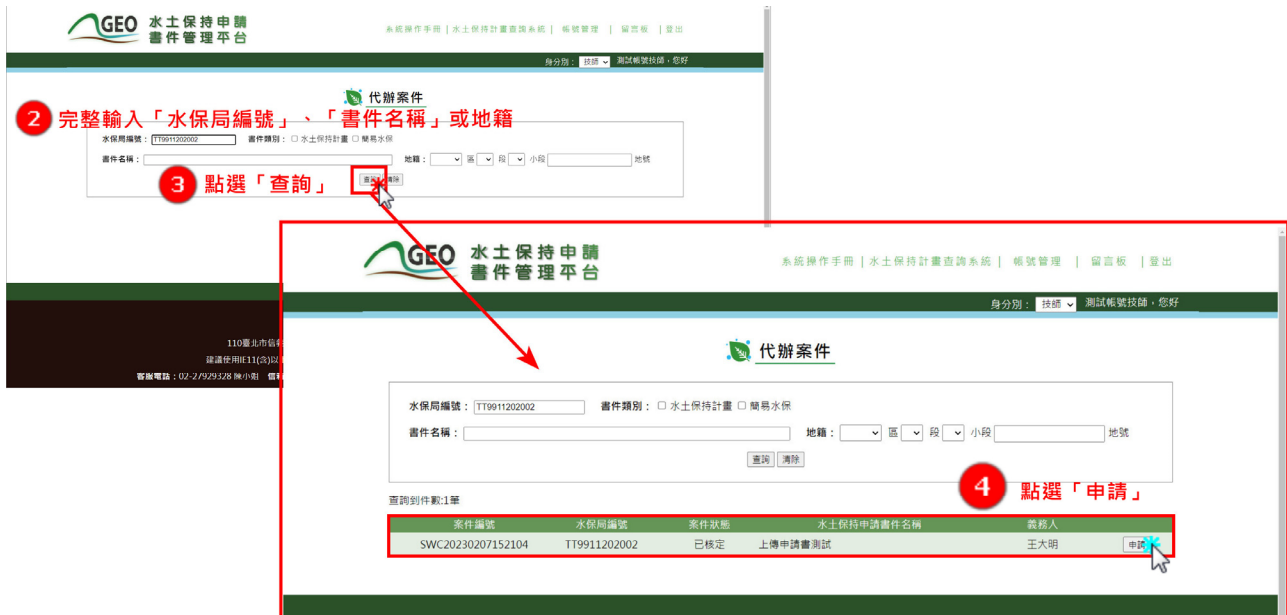 GEO 水土保持申請
書件管理平台
系統操作手冊 | 水土保持計畫查詢系統 | 帳號管理 | 留言板 | 登出
身分別： 技師 測試帳號技師，您好
代辦案件
2 完整輸入「水保局編號」、「書件名稱」或地籍
水保局編號： TT9911202002 書件類別： 水土保持計畫 簡易水保
書件名稱： 地籍： 區 段 小段 地號
3 點選「查詢」 查詢 清除
110臺北市信
建議使用IE11(含)以
客服電話：02-27929328 陳小姐
GEO 水土保持申請
書件管理平台
系統操作手冊 | 水土保持計畫查詢系統 | 帳號管理 | 留言板 | 登出
身分別： 技師 測試帳號技師，您好
代辦案件
水保局編號： TT9911202002 書件類別： 水土保持計畫 簡易水保
書件名稱： 地籍： 區 段 小段 地號
查詢 清除
4 點選「申請」
查詢到件數:1筆
案件編號 水保局編號 案件狀態 水土保持申請書件名稱 義務人
SWC20230207152104 TT9911202002 已核定 上傳申請書測試 王大明 申請